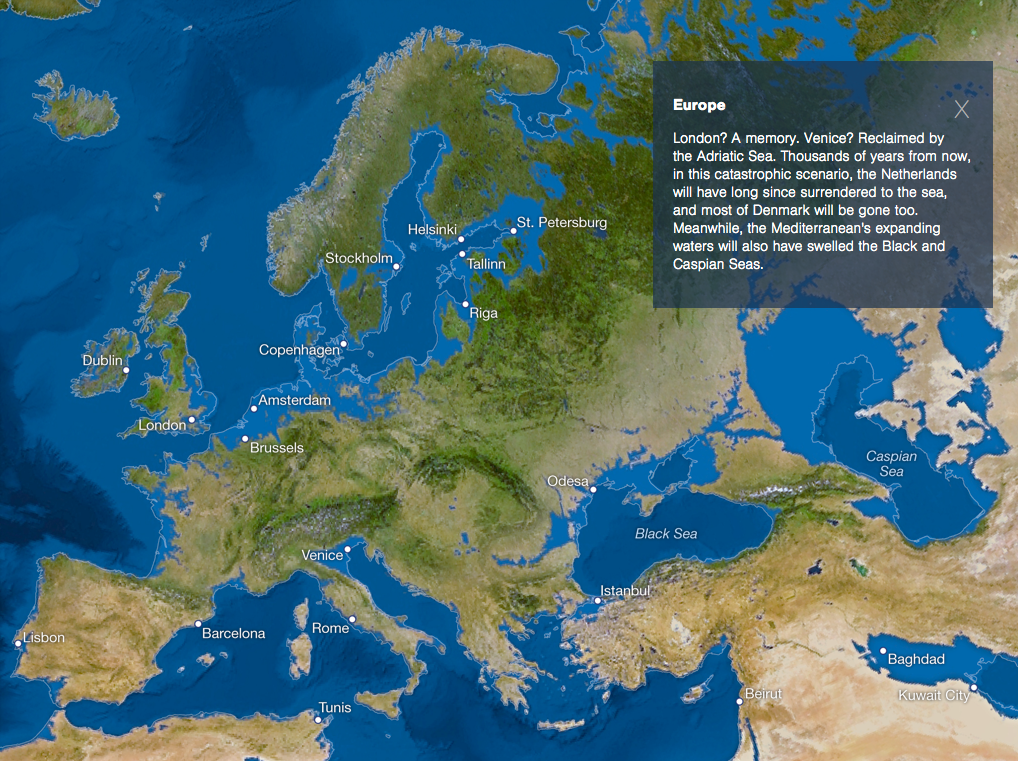 Europe
X
London? A memory. Venice? Reclaimed by
the Adriatic Sea. Thousands of years from now,
in this catastrophic scenario, the Netherlands
will have long since surrendered to the sea,
and most of Denmark will be gone too.
Meanwhile, the Mediterranean's expanding
waters will also have swelled the Black and
Caspian Seas.
St. Petersburg
Helsinki
Stockholm
Tallinn
Riga
Copenhagen
Dublin
Amsterdam
London
Brussels
Caspian
Sea
Odesa
Black Sea
Venice
Istanbul
Barcelona
Rome
Lisbon
Baghdad
Beirut
Kuwait City
Tunis